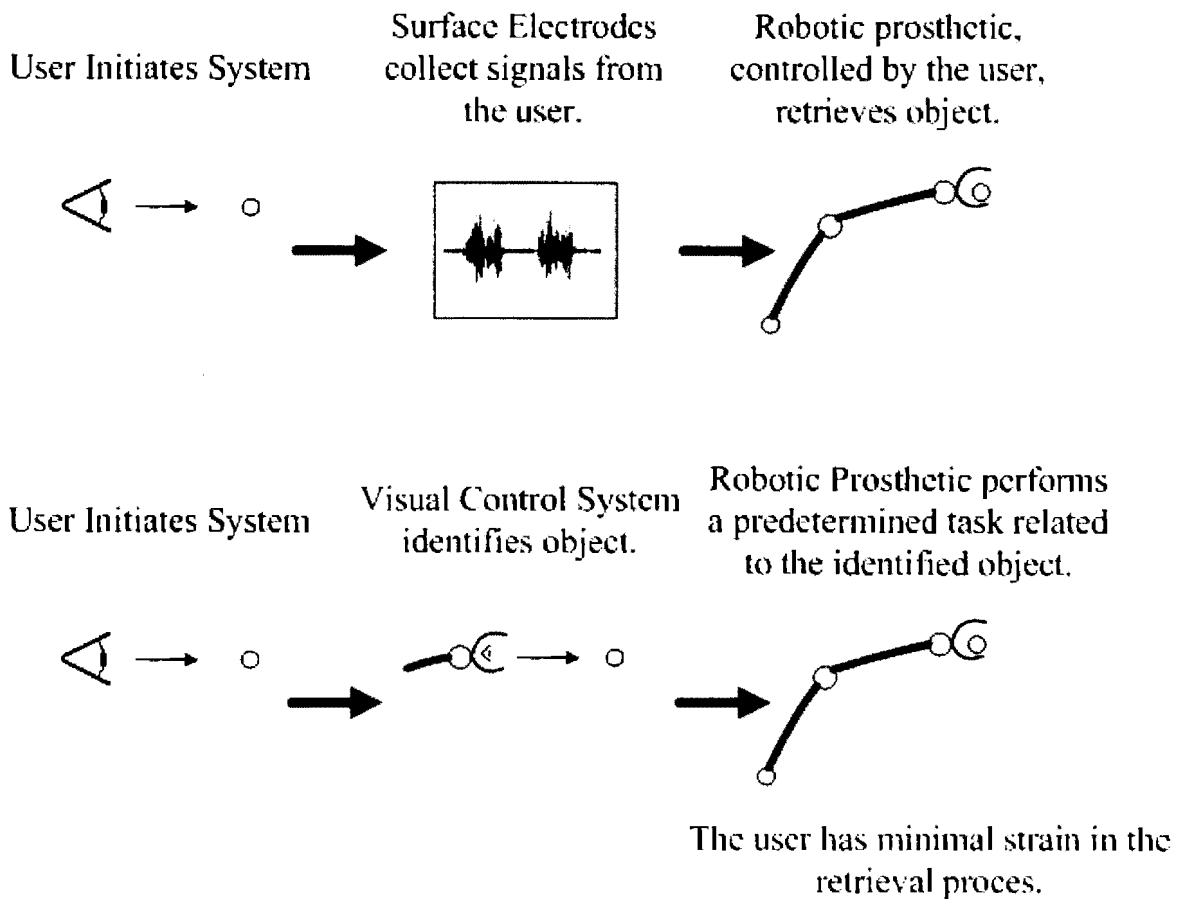 User Initiates System
Surface Electrodes
collect signals from
the user.
Robotic prosthetic,
controlled by the user,
retrieves object.
User Initiates System
Visual Control System
identifies object.
Robotic Prosthetic performs
a predetermined task related
to the identified object.
The user has minimal strain in the
retrieval proces.